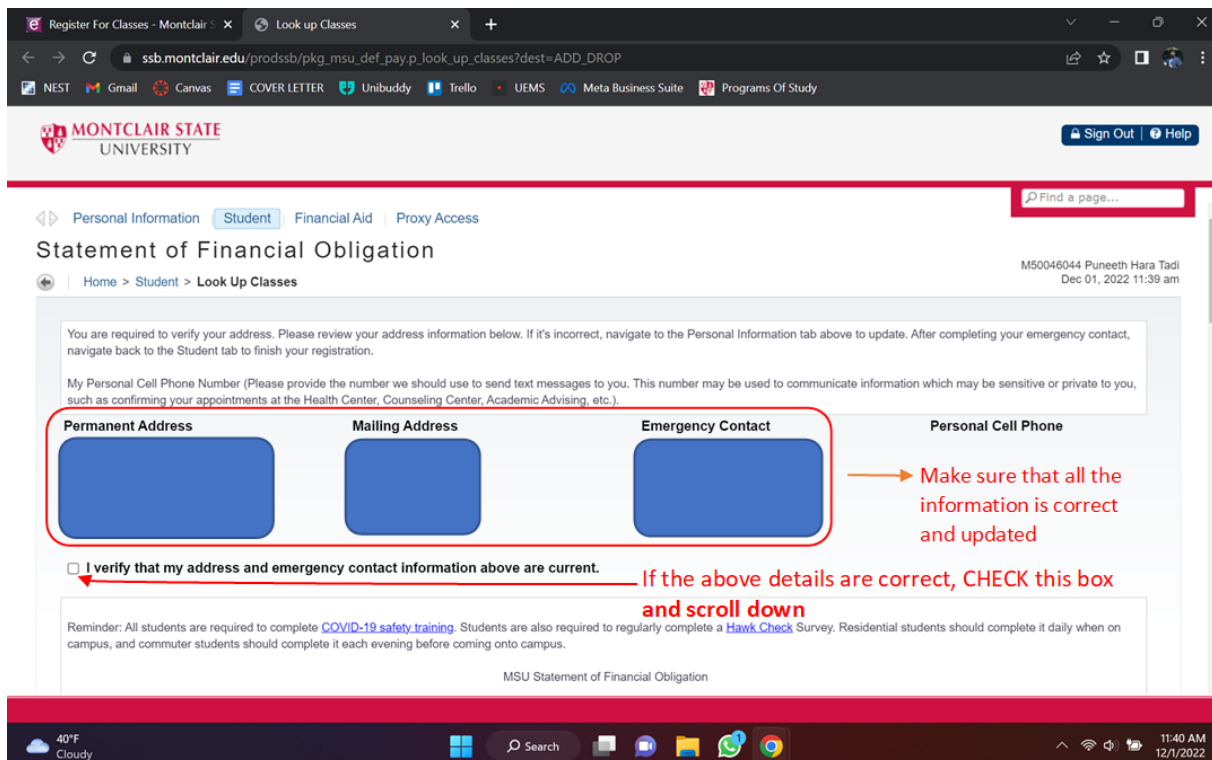 Register For Classes - Montclair S
Look up Classes
ssb.montclair.edu/prodssb/pkg_msu_def_pay.p_look_up_classes?dest=ADD_DROP
NEST Gmail Canvas COVER LETTER Unibuddy Trello UEMS Meta Business Suite Programs Of Study
MONTCLAIR STATE
UNIVERSITY
Sign Out | Help
Find a page...
Personal Information Student Financial Aid Proxy Access
Statement of Financial Obligation
M50046044 Puneeth Hara Tadi
Dec 01, 2022 11:39 am
Home > Student > Look Up Classes
You are required to verify your address. Please review your address information below. If it's incorrect, navigate to the Personal Information tab above to update. After completing your emergency contact,
navigate back to the Student tab to finish your registration.
My Personal Cell Phone Number (Please provide the number we should use to send text messages to you. This number may be used to communicate information which may be sensitive or private to you,
such as confirming your appointments at the Health Center, Counseling Center, Academic Advising, etc.).
Permanent Address Mailing Address Emergency Contact Personal Cell Phone
Make sure that all the
information is correct
and updated
I verify that my address and emergency contact information above are current.
If the above details are correct, CHECK this box
and scroll down
Reminder: All students are required to complete COVID-19 safety training. Students are also required to regularly complete a Hawk Check Survey. Residential students should complete it daily when on
campus, and commuter students should complete it each evening before coming onto campus.
MSU Statement of Financial Obligation
40°F
Cloudy
Search
1
11:40 AM
12/1/2022